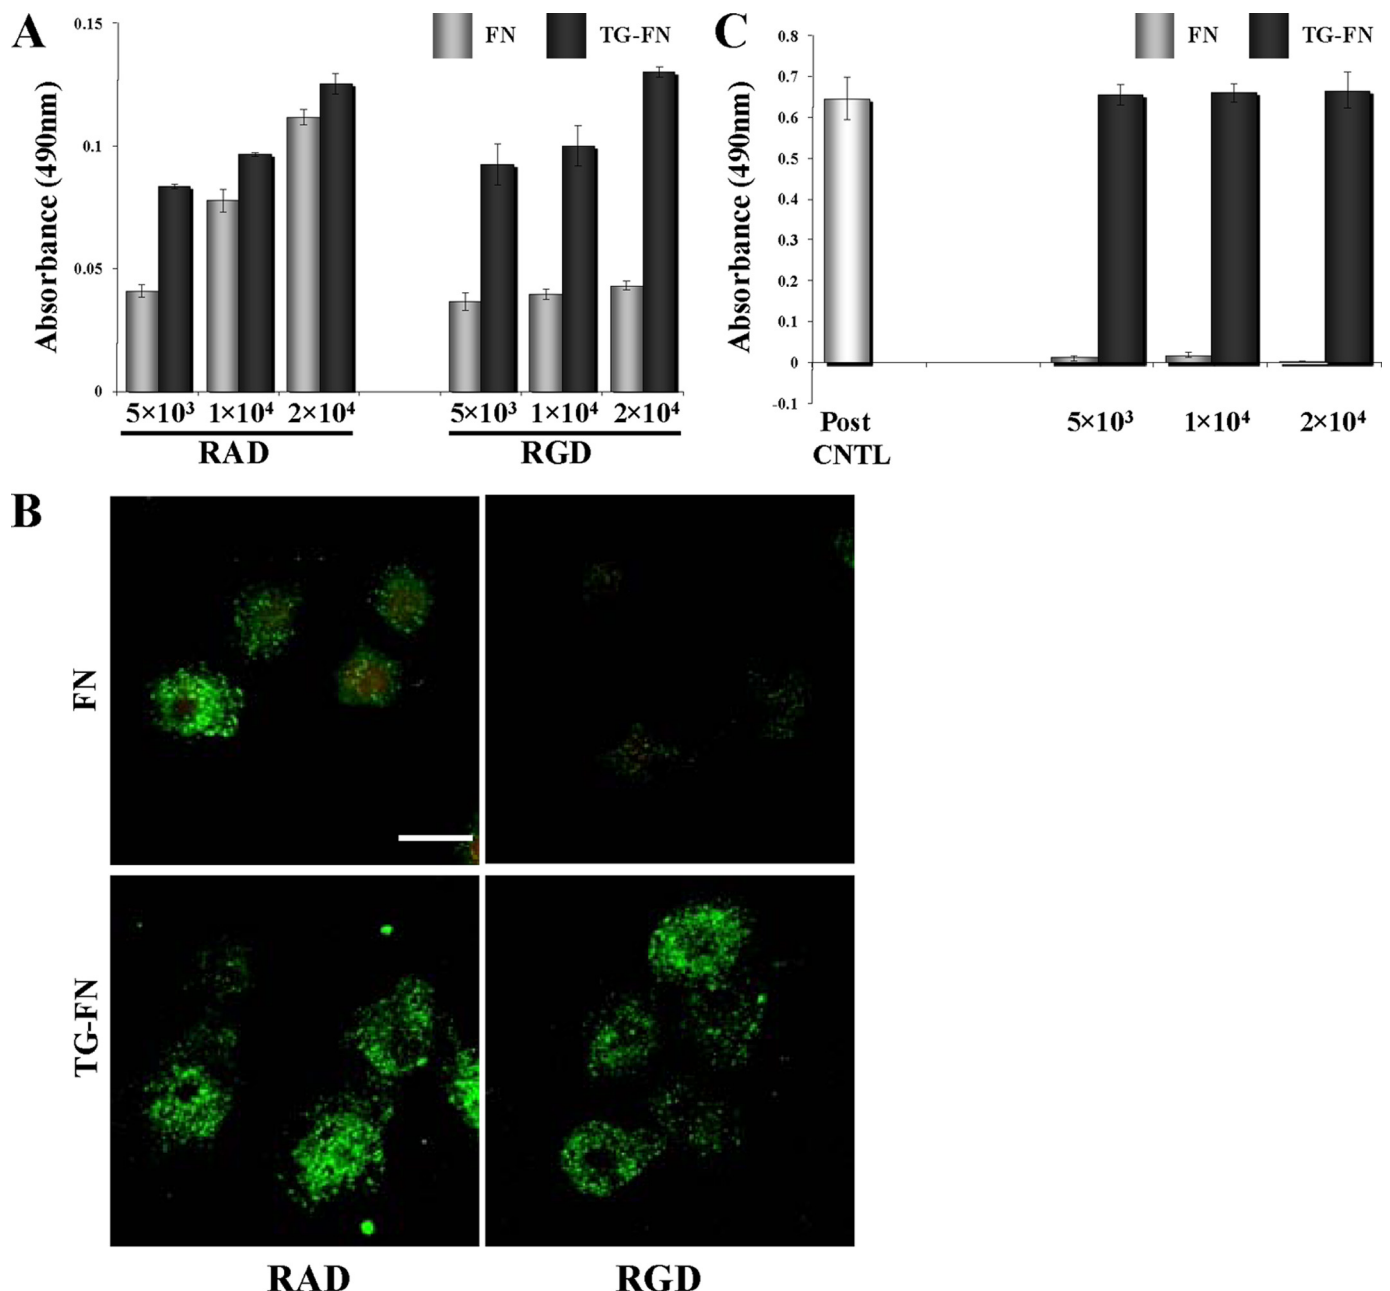 A
FN
TG-FN
Absorbance (490nm)
0.15
0.1
0.05
0
5×10³
1×10⁴
2×10⁴
5×10³
1×10⁴
2×10⁴
RAD
RGD
C
FN
TG-FN
Absorbance (490nm)
0.8
0.7
0.6
0.5
0.4
0.3
0.2
0.1
0
-0.1
Post
CNTL
5×10³
1×10⁴
2×10⁴
B
FN
TG-FN
RAD
RGD